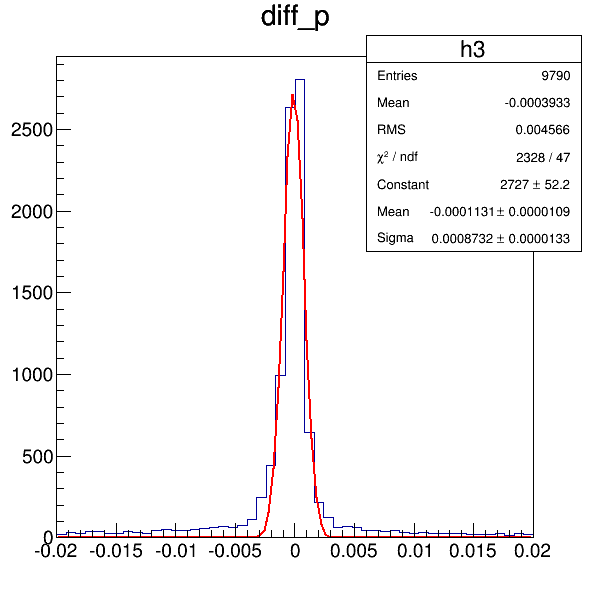 diff_p
h3
Entries 9790
Mean -0.0003933
RMS 0.004566
χ² / ndf 2328 / 47
Constant 2727 ± 52.2
Mean -0.0001131 ± 0.0000109
Sigma 0.0008732 ± 0.0000133
2500
2000
1500
1000
500
0
-0.02 -0.015 -0.01 -0.005 0 0.005 0.01 0.015 0.02